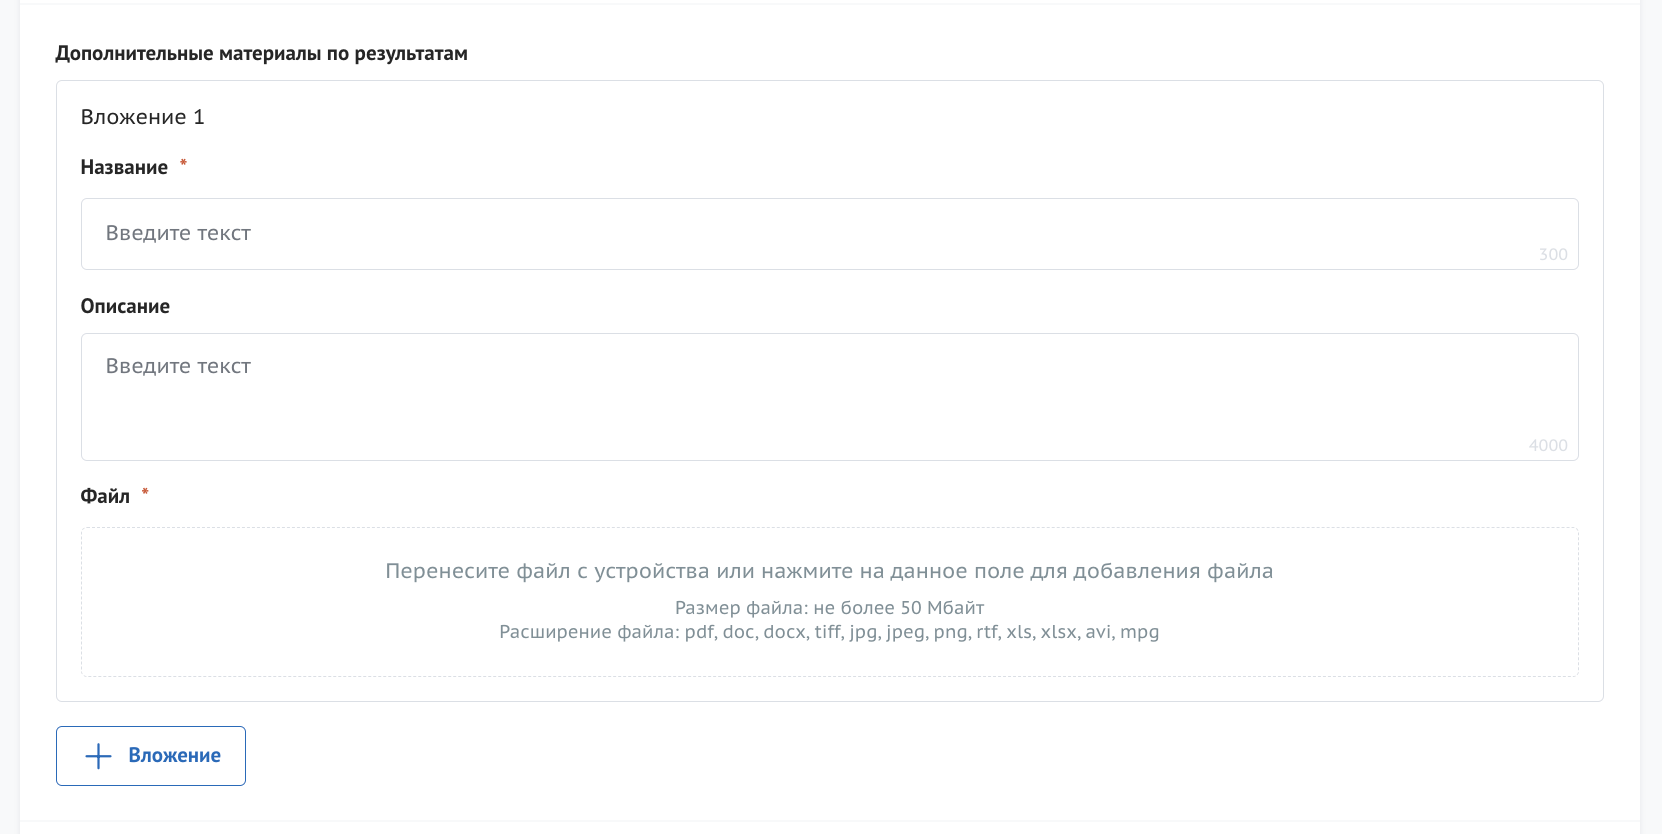 Дополнительные материалы по результатам
Вложение 1
Название *
Введите текст
300
Описание
Введите текст
4000
Файл *
Перенесите файл с устройства или нажмите на данное поле для добавления файла
Размер файла: не более 50 Мбайт
Расширение файла: pdf, doc, docx, tiff, jpg, jpeg, png, rtf, xls, xlsx, avi, mpg
Вложение